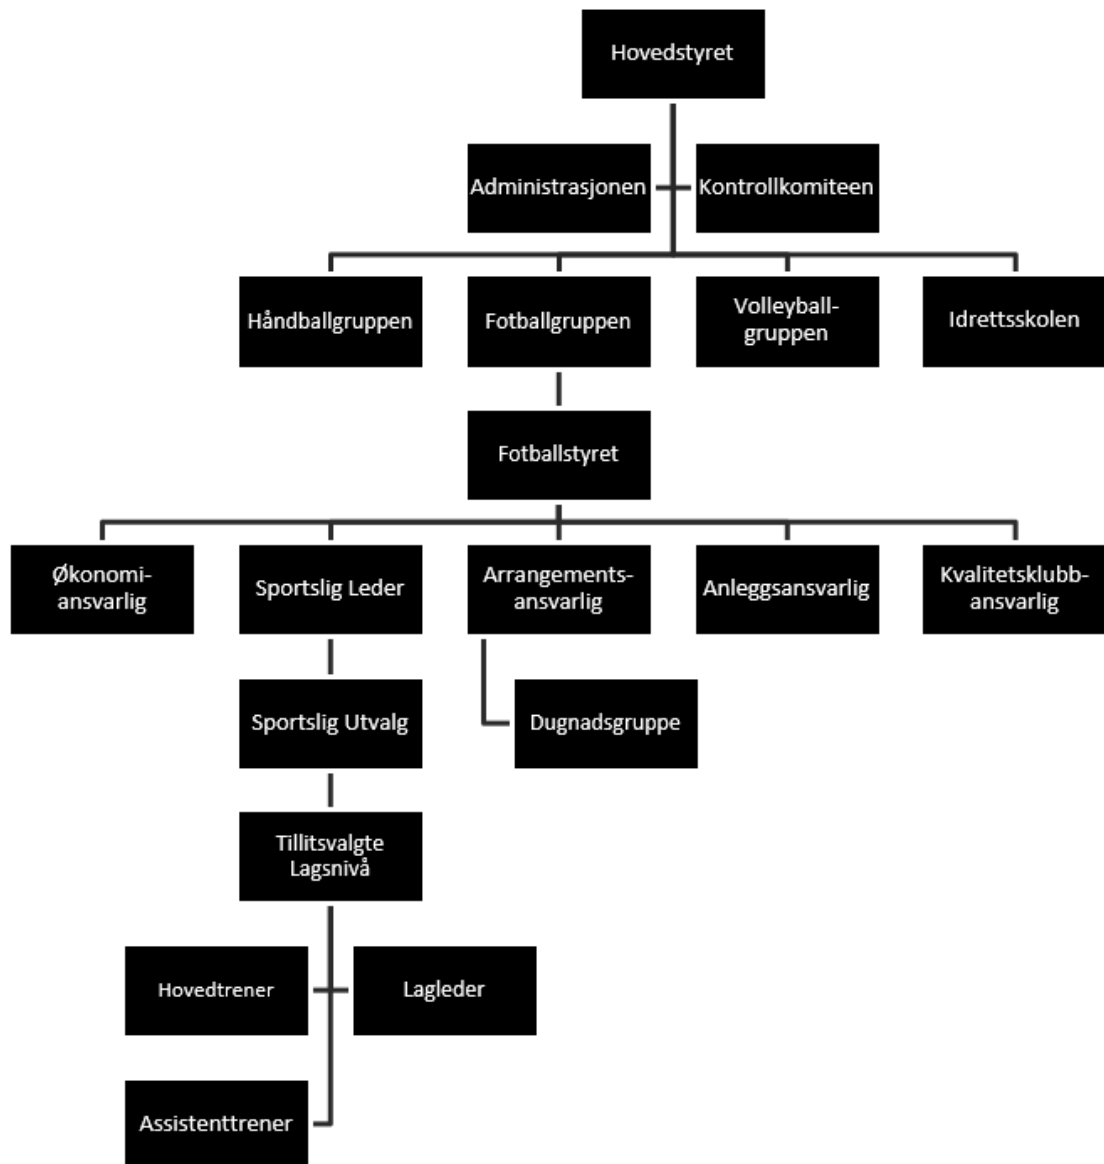 Hovedstyret
Administrasjonen
Kontrollkomiteen
Håndballgruppen
Fotballgruppen
Volleyball-
gruppen
Idrettsskolen
Fotballstyret
Økonomi-
ansvarlig
Sportslig Leder
Arrangements-
ansvarlig
Anleggsansvarlig
Kvalitetsklubb-
ansvarlig
Sportslig Utvalg
Dugnadsgruppe
Tillitsvalgte
Lagsnivå
Hovedtrener
Lagleder
Assistenttrener